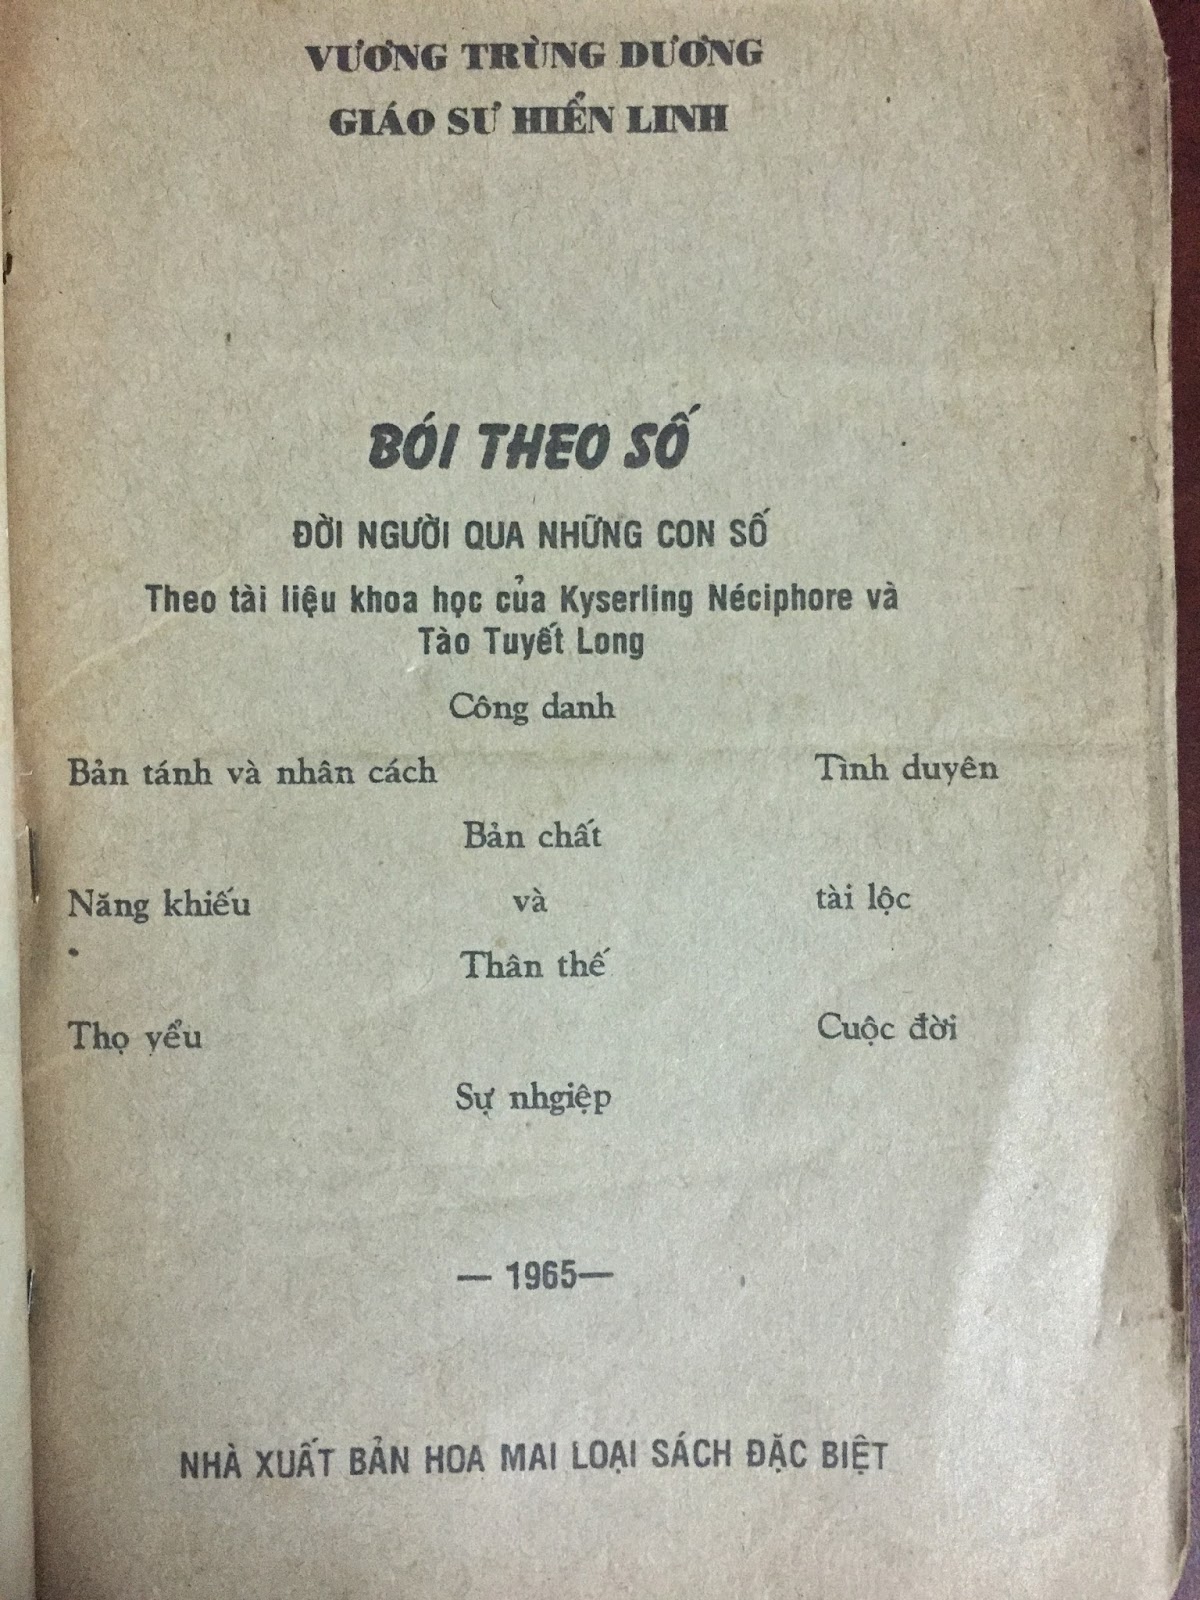 VƯƠNG TRÙNG DƯƠNG
GIÁO SƯ HIỂN LINH
BÓI THEO SỐ
ĐỜI NGƯỜI QUA NHỮNG CON SỐ
Theo tài liệu khoa học của Kyserling Néciphore và
Tào Tuyết Long
Công danh
Bản tánh và nhân cách Tình duyên
Bản chất
Năng khiếu và tài lộc
Thân thế
Thọ yểu Cuộc đời
Sự nhgiệp
— 1965—
NHÀ XUẤT BẢN HOA MAI LOẠI SÁCH ĐẶC BIỆT